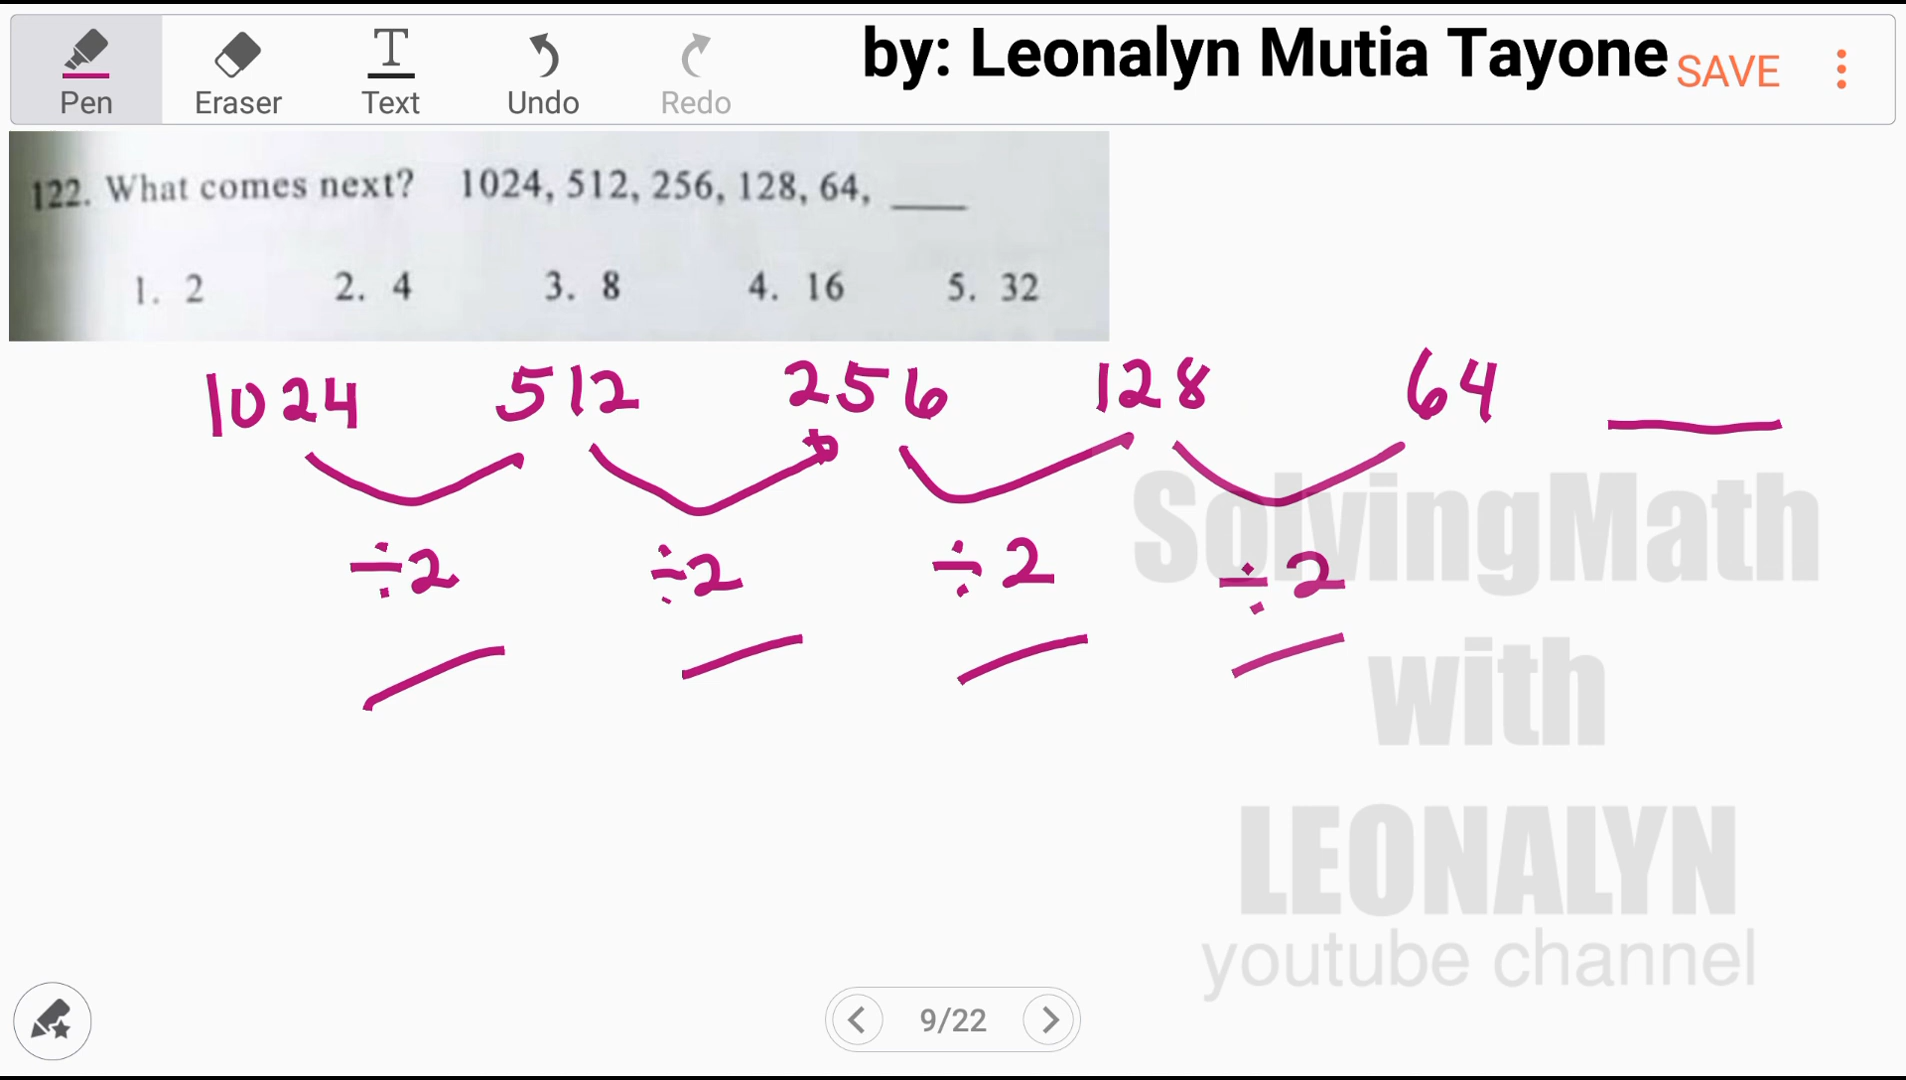 by: Leonalyn Mutia Tayone
SAVE
Pen Eraser Text Undo Redo
122. What comes next? 1024, 512, 256, 128, 64, ____
1. 2 2. 4 3. 8 4. 16 5. 32
1024 512 256 128 64 ____
÷2 ÷2 ÷2 ÷2
SolvingMath
with
LEONALYN
youtube channel
9/22